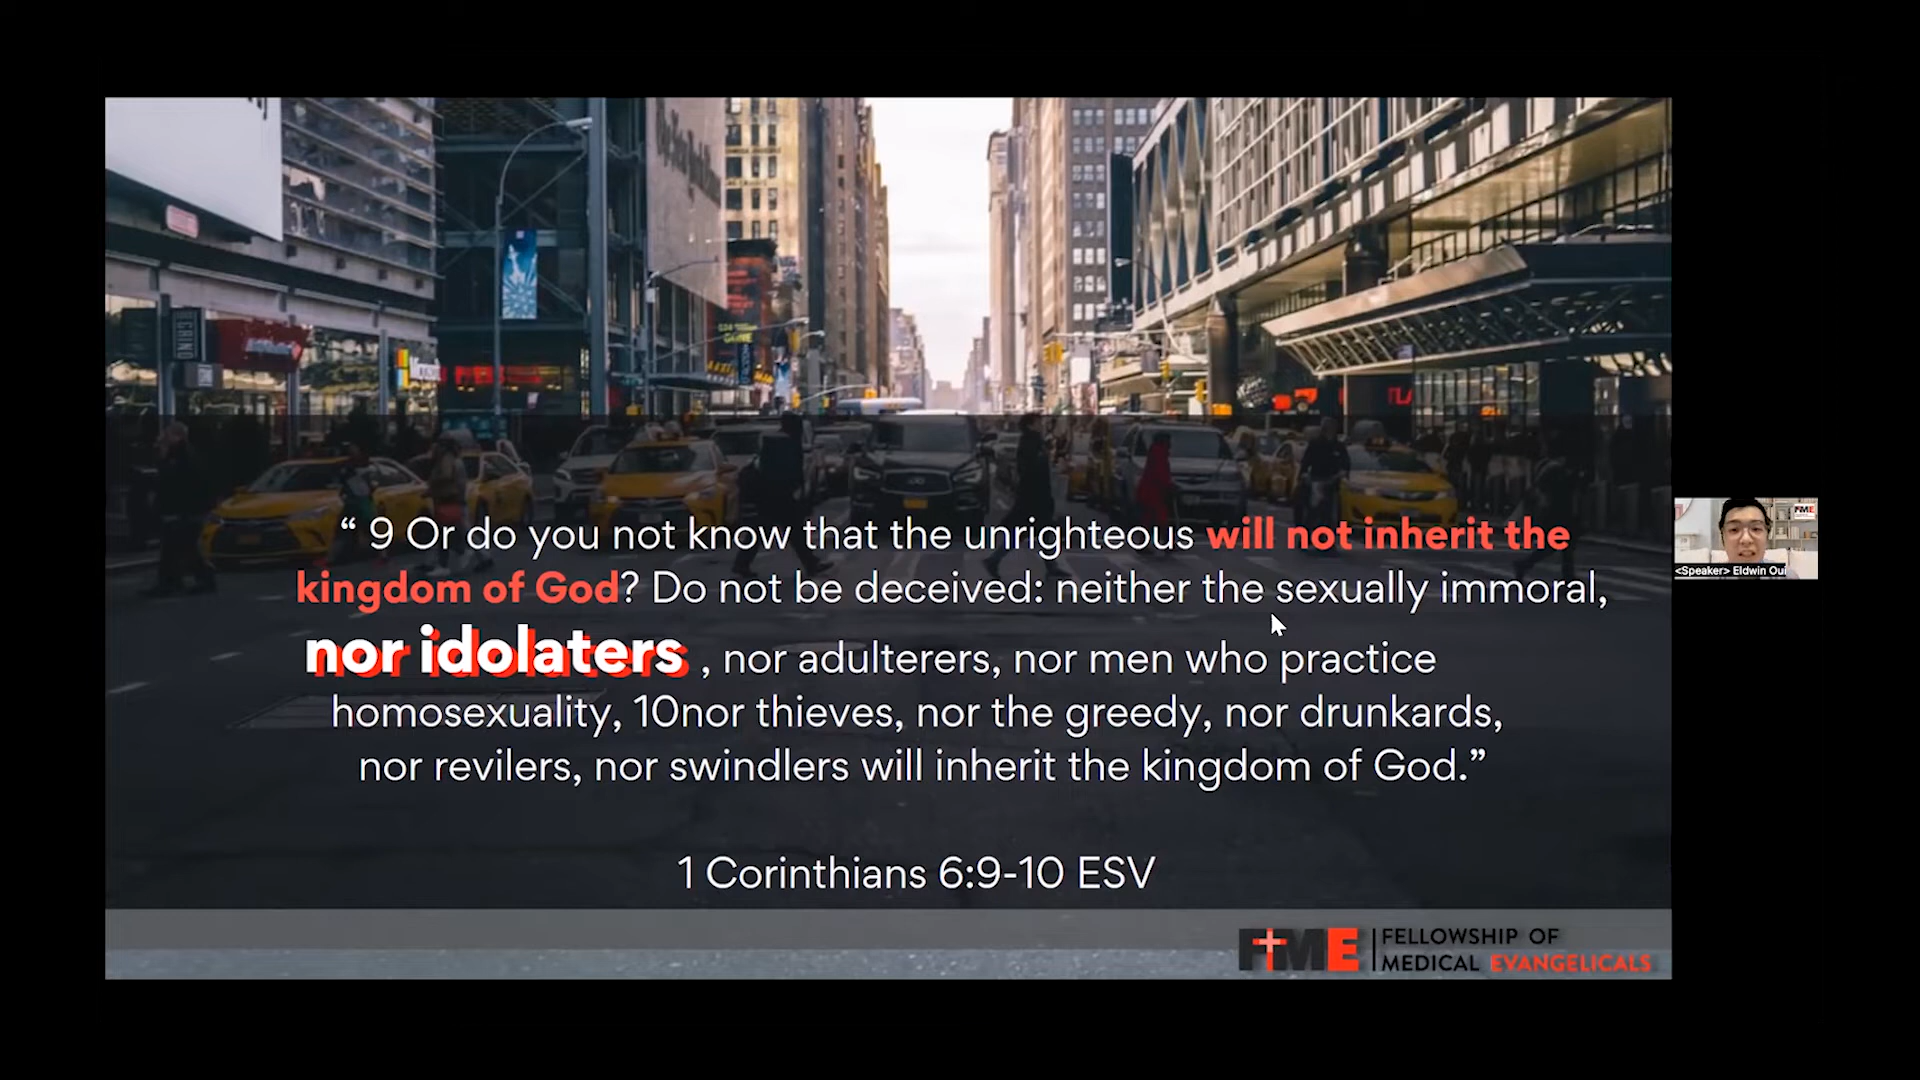 “ 9 Or do you not know that the unrighteous will not inherit the
kingdom of God? Do not be deceived: neither the sexually immoral,
nor idolaters , nor adulterers, nor men who practice
homosexuality, 10nor thieves, nor the greedy, nor drunkards,
nor revilers, nor swindlers will inherit the kingdom of God.”
1 Corinthians 6:9-10 ESV
FME
FELLOWSHIP OF
MEDICAL EVANGELICALS
FME
<Speaker> Eldwin Oui